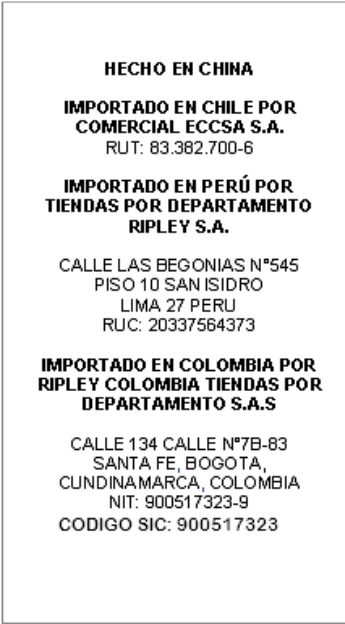 HECHO EN CHINA
IMPORTADO EN CHILE POR
COMERCIAL ECCSA S.A.
RUT: 83.382.700-6
IMPORTADO EN PERÚ POR
TIENDAS POR DEPARTAMENTO
RIPLEY S.A.
CALLE LAS BEGONIAS N°545
PISO 10 SAN ISIDRO
LIMA 27 PERU
RUC: 20337564373
IMPORTADO EN COLOMBIA POR
RIPLEY COLOMBIA TIENDAS POR
DEPARTAMENTO S.A.S
CALLE 134 CALLE N°7B-83
SANTA FE, BOGOTA,
CUNDINAMARCA, COLOMBIA
NIT: 900517323-9
CODIGO SIC: 900517323